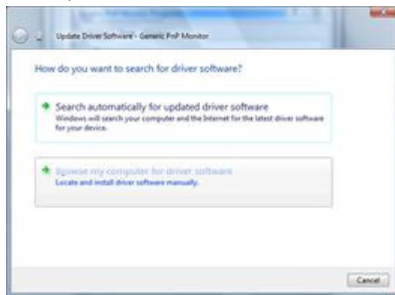 Update Driver Software - Generic PnP Monitor
How do you want to search for driver software?
Search automatically for updated driver software
Windows will search your computer and the Internet for the latest driver software
for your device.
Browse my computer for driver software
Locate and install driver software manually.
Cancel